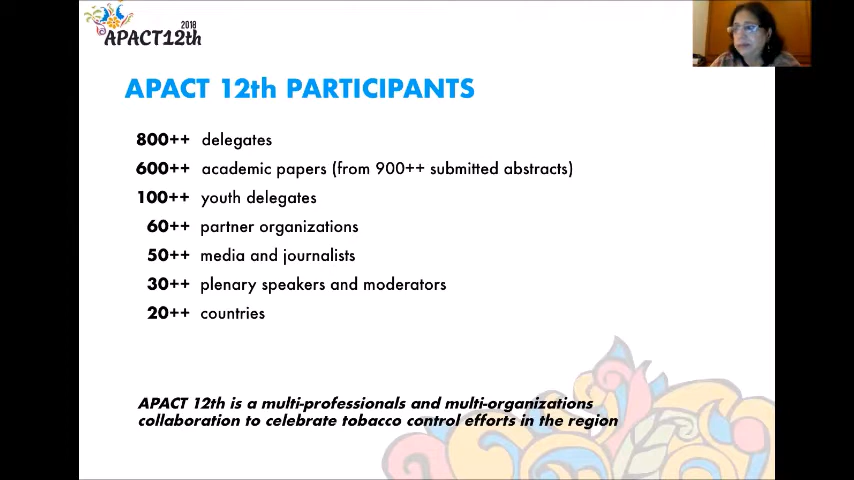 2018
APACT12th
APACT 12th PARTICIPANTS
800++ delegates
600++ academic papers (from 900++ submitted abstracts)
100++ youth delegates
60++ partner organizations
50++ media and journalists
30++ plenary speakers and moderators
20++ countries
APACT 12th is a multi-professionals and multi-organizations
collaboration to celebrate tobacco control efforts in the region